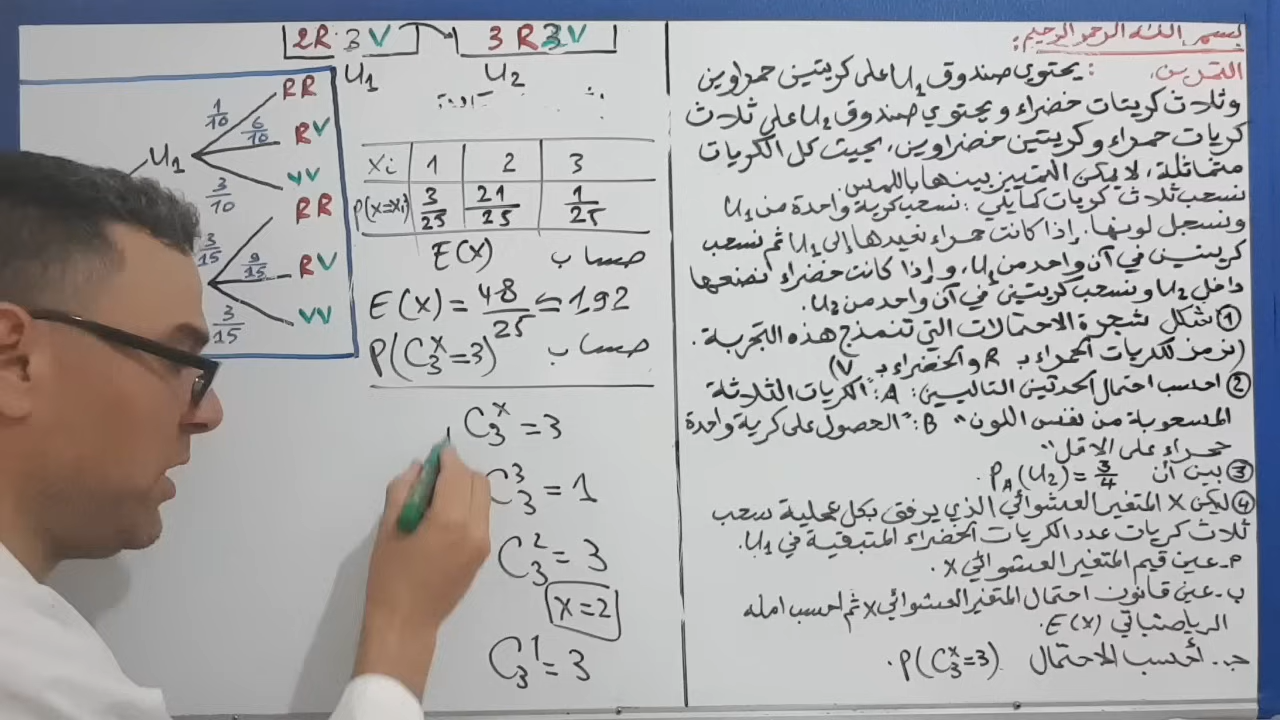 بسم الله الرحمن الرحيم:
التمرين: يحتوي صندوق U₁ على كريتين حمراوين
وثلاث كريات خضراء ويحتوي صندوق U₂ على ثلاث
كريات حمراء وكريتين خضراوين، بحيث كل الكريات
متماثلة، لا يمكن التمييز بينها باللمس.
نسحب ثلاث كريات كما يلي: نسحب كرية واحدة من U₁
ونسجل لونها. إذا كانت حمراء نعيدها إلى U₁ ثم نسحب
كريتين في آن واحد من U₁، وإذا كانت خضراء نضعها
داخل U₂ ونسحب كريتين في آن واحد من U₂.
① شكل شجرة الاحتمالات التي تنمذج هذه التجربة.
(نرمز للكريات الحمراء بـ R والخضراء بـ V)
② احسب احتمال الحدثين التاليين: A: "الكريات الثلاثة
المسحوبة من نفس اللون" B: "الحصول على كرية واحدة
حمراء على الاقل"
③ بين أن P_A(U₂) = 3/4.
④ ليكن X المتغير العشوائي الذي يرفق بكل عملية سحب
ثلاث كريات عدد الكريات الخضراء المتبقية في U₁.
أ- عين قيم المتغير العشوائي X.
ب- عين قانون احتمال المتغير العشوائي X ثم احسب امله
الرياضياتي E(X).
جـ.. أحسب الاحتمال P(C₃ˣ=3).
2R 3V 3R 3V
U₁ U₂
U₁
1/10 RR
6/10 RV
3/10 VV
3/15 RR
9/15 RV
3/15 VV
xi 1 2 3
P(X=xi) 3/25 21/25 1/25
حساب E(X)
E(X) = 48/25 = 1,92
حساب P(C₃ˣ=3)
C₃ˣ = 3
C₃³ = 1
C₃² = 3
x=2
C₃¹ = 3